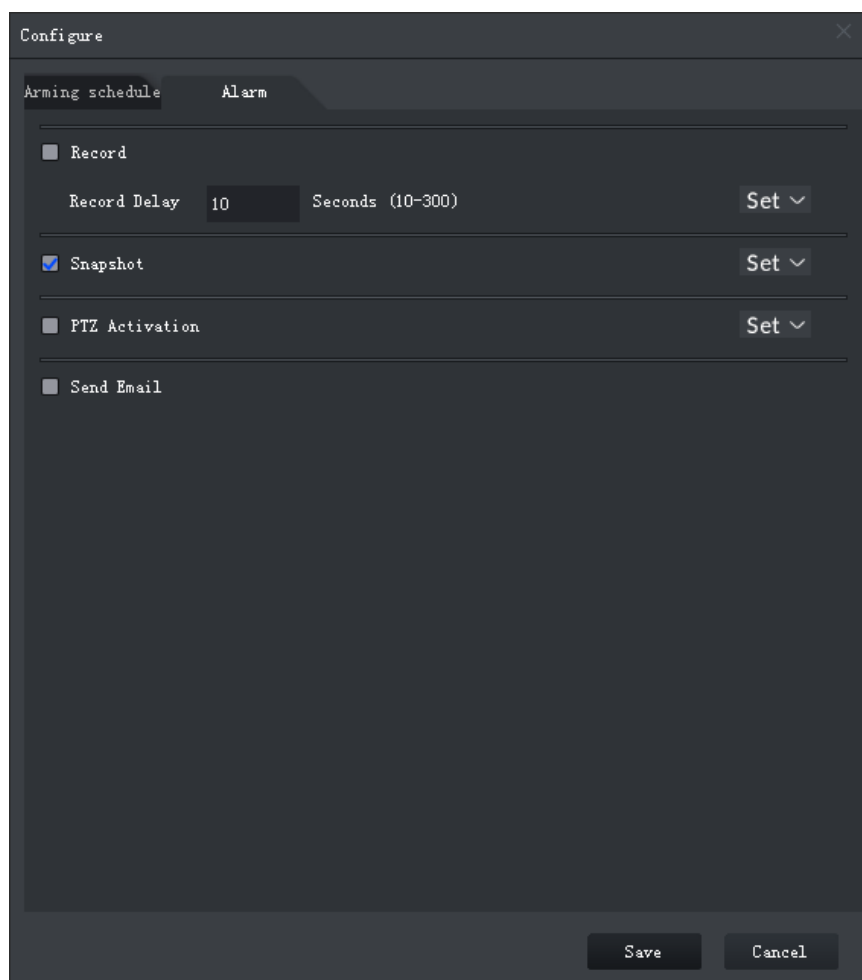 Configure
Arming schedule Alarm
Record
Record Delay 10 Seconds (10-300) Set
Snapshot Set
PTZ Activation Set
Send Email
Save Cancel